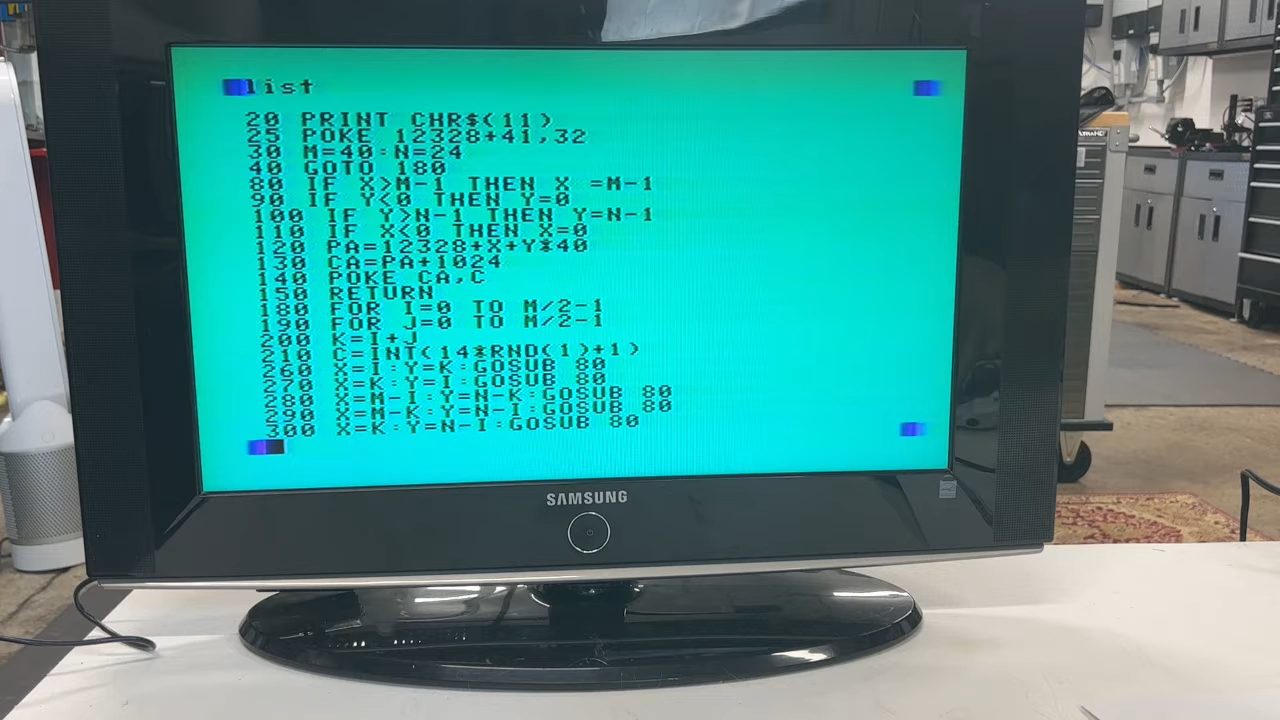 list
20 PRINT CHR$(11)
25 POKE 12328+41,32
30 M=40:N=24
40 GOTO 180
80 IF X>M-1 THEN X =M-1
90 IF Y<0 THEN Y=0
100 IF Y>N-1 THEN Y=N-1
110 IF X<0 THEN X=0
120 PA=12328+X+Y*40
130 CA=PA+1024
140 POKE CA,C
150 RETURN
180 FOR I=0 TO M/2-1
190 FOR J=0 TO M/2-1
200 K=I+J
210 C=INT(14*RND(1)+1)
260 X=I:Y=K:GOSUB 80
270 X=K:Y=I:GOSUB 80
280 X=M-I:Y=N-K:GOSUB 80
290 X=M-K:Y=N-I:GOSUB 80
300 X=K:Y=N-I:GOSUB 80
SAMSUNG